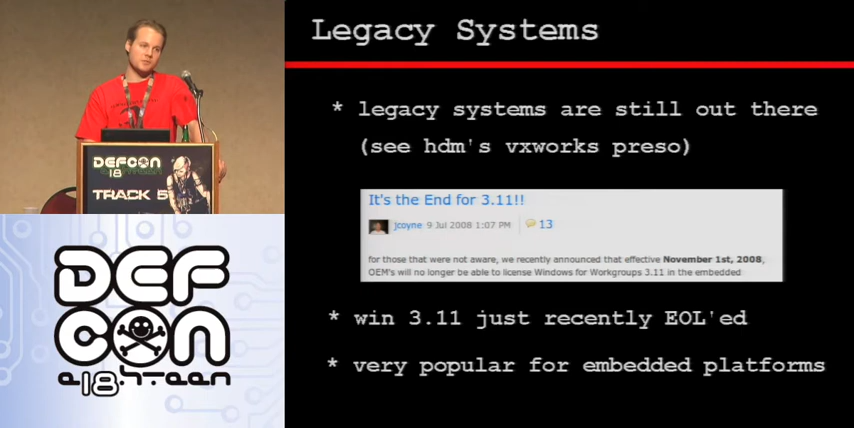 Legacy Systems
* legacy systems are still out there
(see hdm's vxworks preso)
It's the End for 3.11!!
jcoyne 9 Jul 2008 1:07 PM 13
for those that were not aware, we recently announced that effective November 1st, 2008,
OEM's will no longer be able to license Windows for Workgroups 3.11 in the embedded
* win 3.11 just recently EOL'ed
* very popular for embedded platforms
DEFCON
18
TRACK 5
DEF
CON
e18hteen